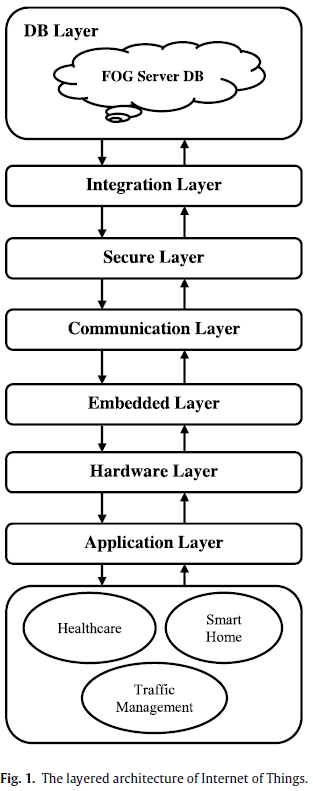 DB Layer
FOG Server DB
Integration Layer
Secure Layer
Communication Layer
Embedded Layer
Hardware Layer
Application Layer
Healthcare
Smart
Home
Traffic
Management
Fig. 1. The layered architecture of Internet of Things.